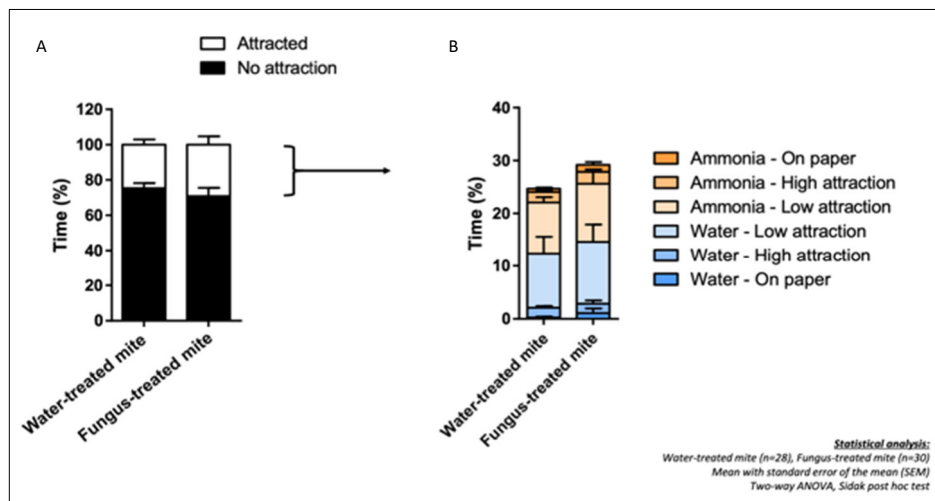 A
Attracted
No attraction
Time (%)
120
100
80
60
40
20
0
Water-treated mite
Fungus-treated mite
B
Time (%)
40
30
20
10
0
Water-treated mite
Fungus-treated mite
Ammonia - On paper
Ammonia - High attraction
Ammonia - Low attraction
Water - Low attraction
Water - High attraction
Water - On paper
Statistical analysis:
Water-treated mite (n=28), Fungus-treated mite (n=30)
Mean with standard error of the mean (SEM)
Two-way ANOVA, Sidak post hoc test